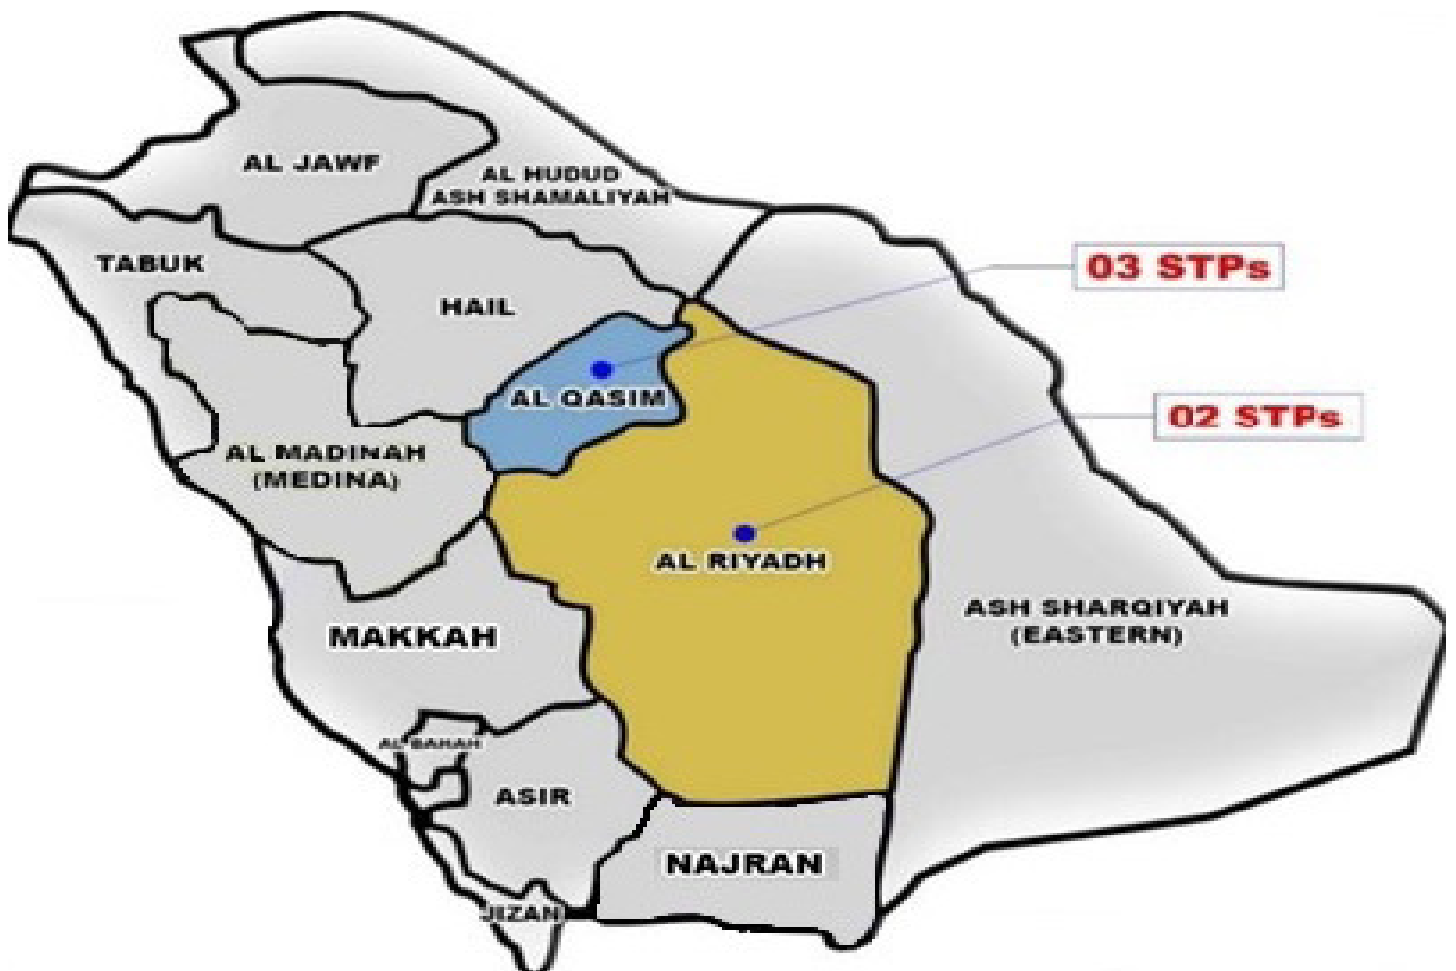 AL JAWF
AL HUDUD
ASH SHAMALIYAH
TABUK
03 STPs
HAIL
AL QASIM
02 STPs
AL MADINAH
(MEDINA)
AL RIYADH
ASH SHARQIYAH
(EASTERN)
MAKKAH
AL BAHAH
ASIR
NAJRAN
JIZAN